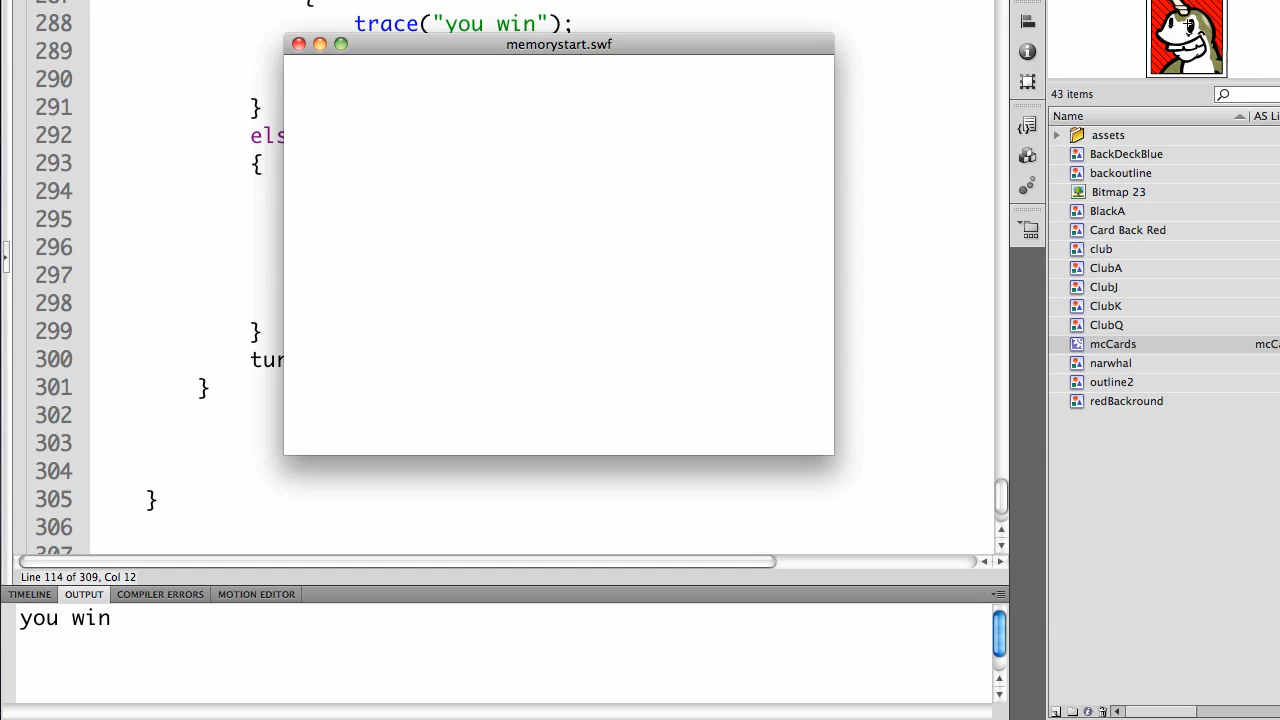 287 {
288 trace("you win");
289
290
291 }
292 els
293 {
294
295
296
297
298
299 }
300 tur
301 }
302
303
304
305 }
306
307
memorystart.swf
Line 114 of 309, Col 12
TIMELINE OUTPUT COMPILER ERRORS MOTION EDITOR
you win
43 items
Name AS Li
assets
BackDeckBlue
backoutline
Bitmap 23
BlackA
Card Back Red
club
ClubA
ClubJ
ClubK
ClubQ
mcCards mcCa
narwhal
outline2
redBackround